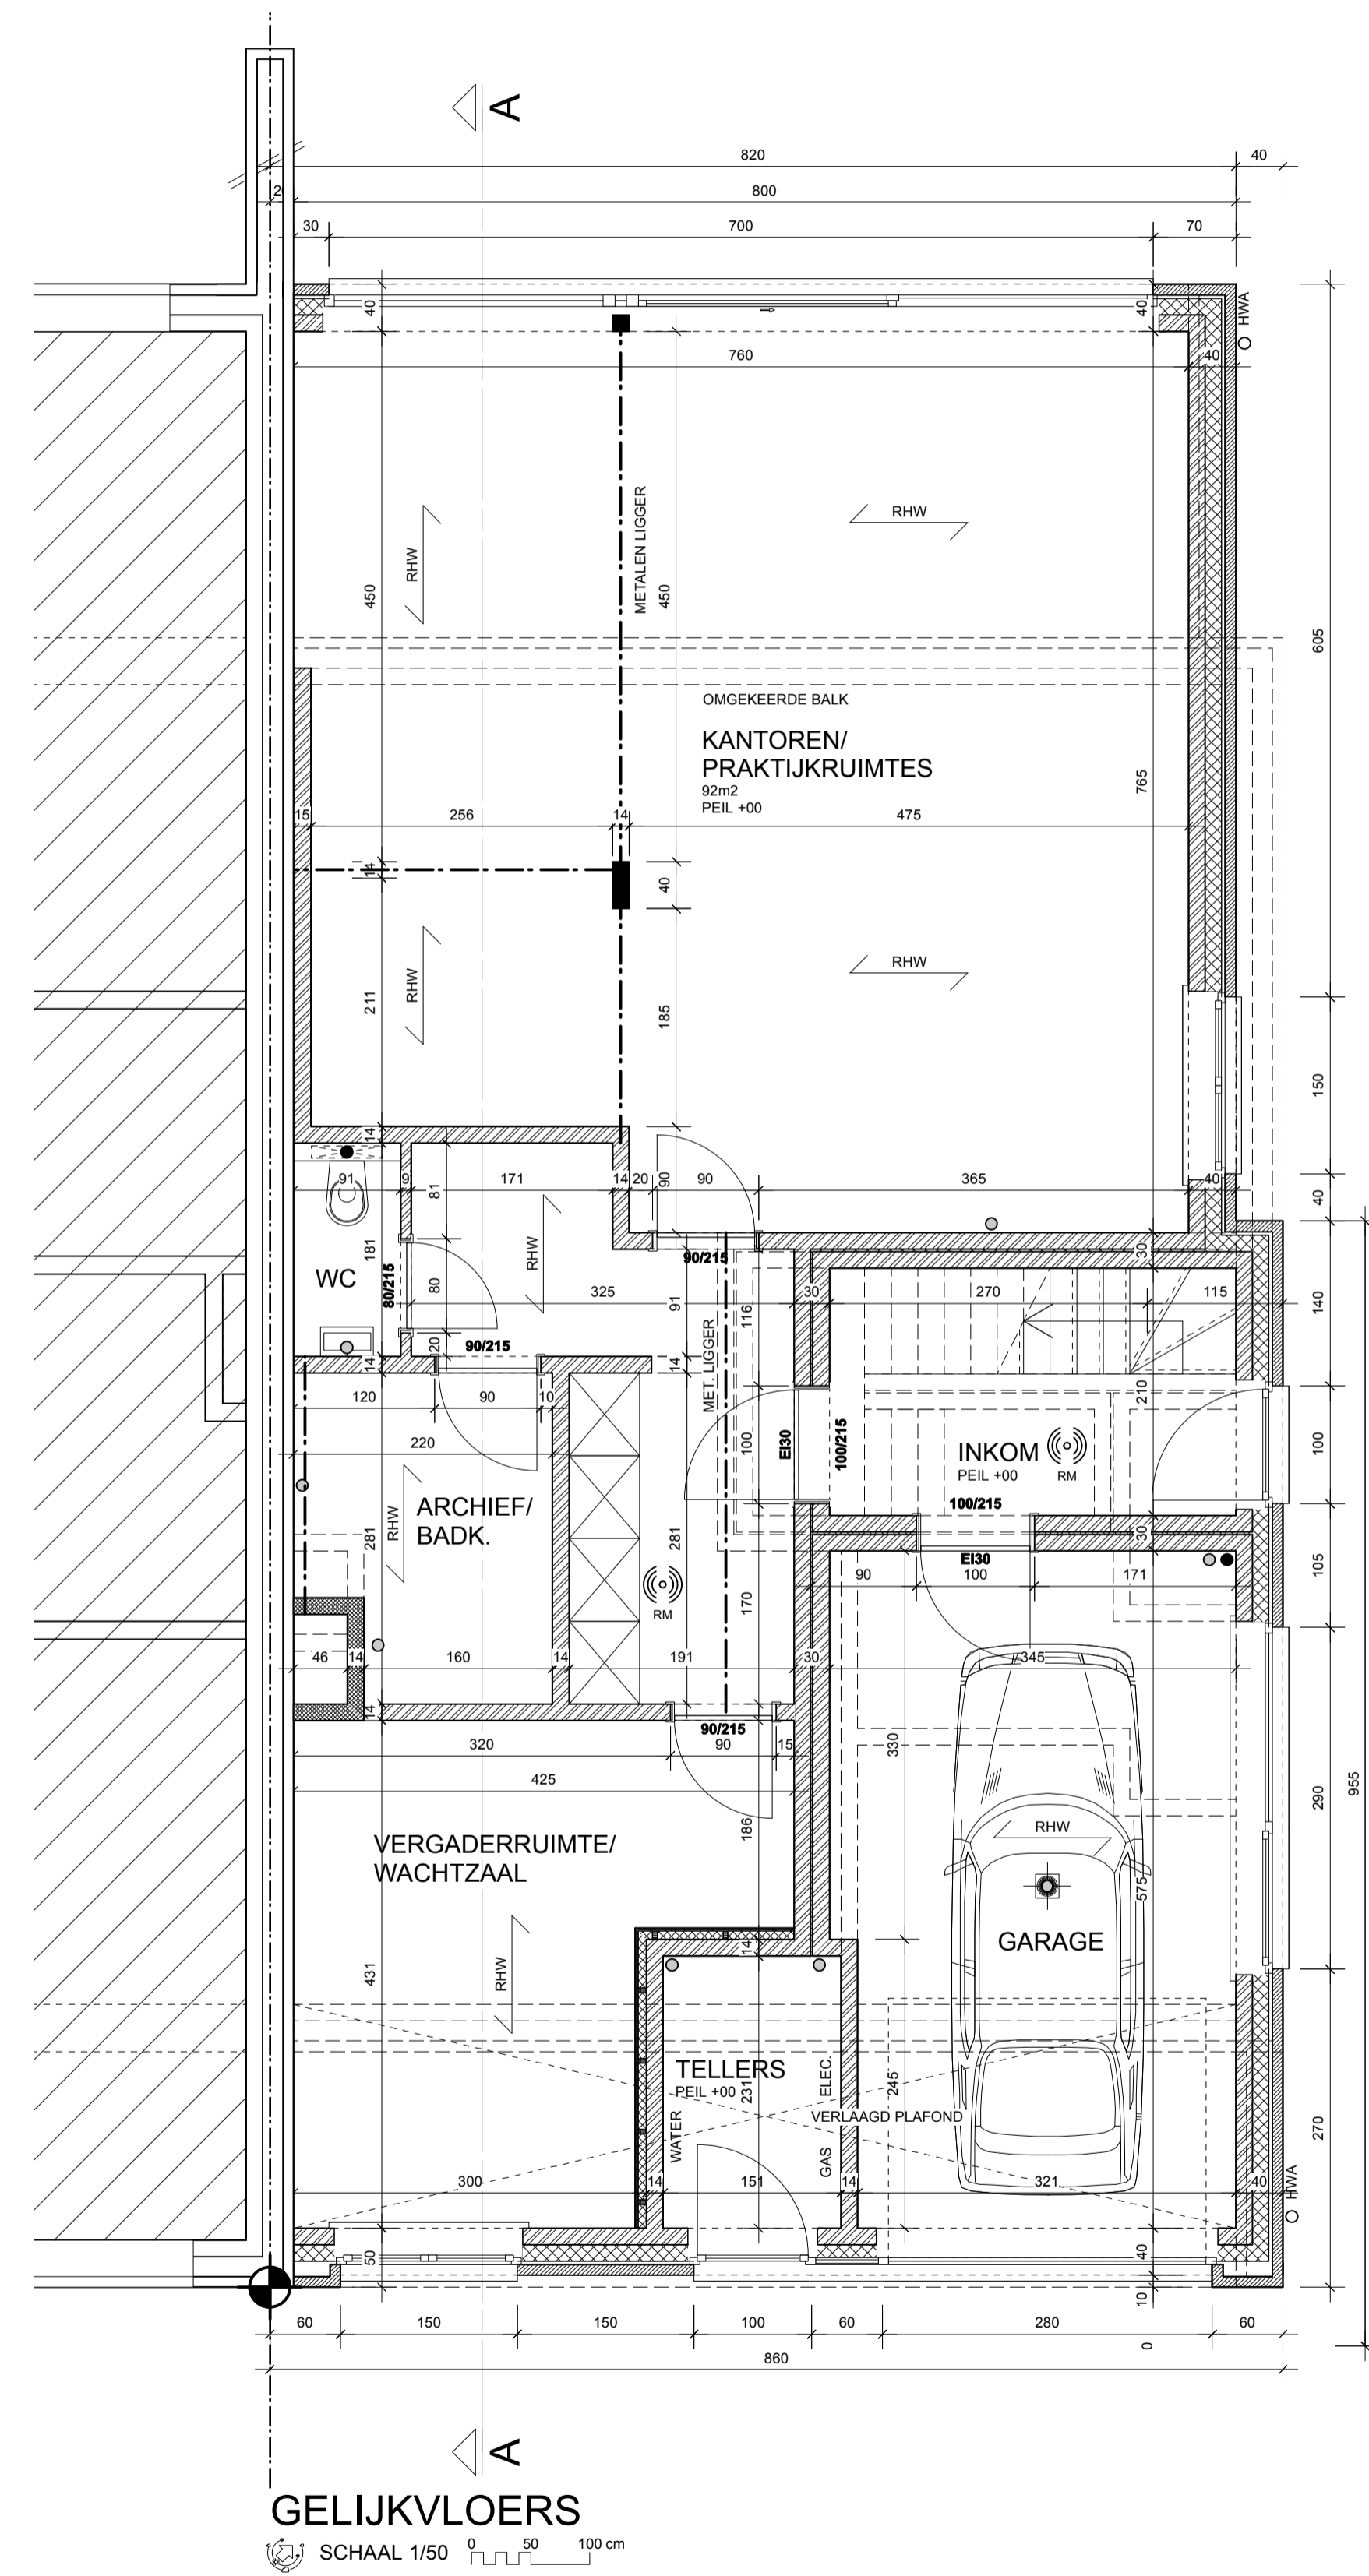 A
820
40
20
800
30
700
70
40
40
HWA
760
40
RHW
METALEN LIGGER
RHW
450
450
605
OMGEKEERDE BALK
KANTOREN/
PRAKTIJKRUIMTES
92m2
PEIL +00
765
15
256
14
475
14
40
RHW
RHW
211
185
150
14
91
9
171
14
20
90
90
365
40
40
81
181
WC
80/215
80
RHW
90/215
30
325
30
270
115
91
116
140
20
90/215
14
14
MET. LIGGER
210
120
90
10
220
100
EI30
100/215
INKOM
PEIL +00
RM
100
100/215
ARCHIEF/
BADK.
RHW
281
281
EI30
30
RM
170
90
100
171
105
46
14
160
14
191
30
345
14
90/215
320
90
15
330
425
290
955
186
VERGADERRUIMTE/
WACHTZAAL
RHW
575
GARAGE
14
431
RHW
TELLERS
PEIL +00
231
ELEC.
245
WATER
VERLAAGD PLAFOND
GAS
270
300
14
151
14
321
40
HWA
50
40
10
60
150
150
100
60
280
60
0
860
A
GELIJKVLOERS
SCHAAL 1/50
0
50
100 cm